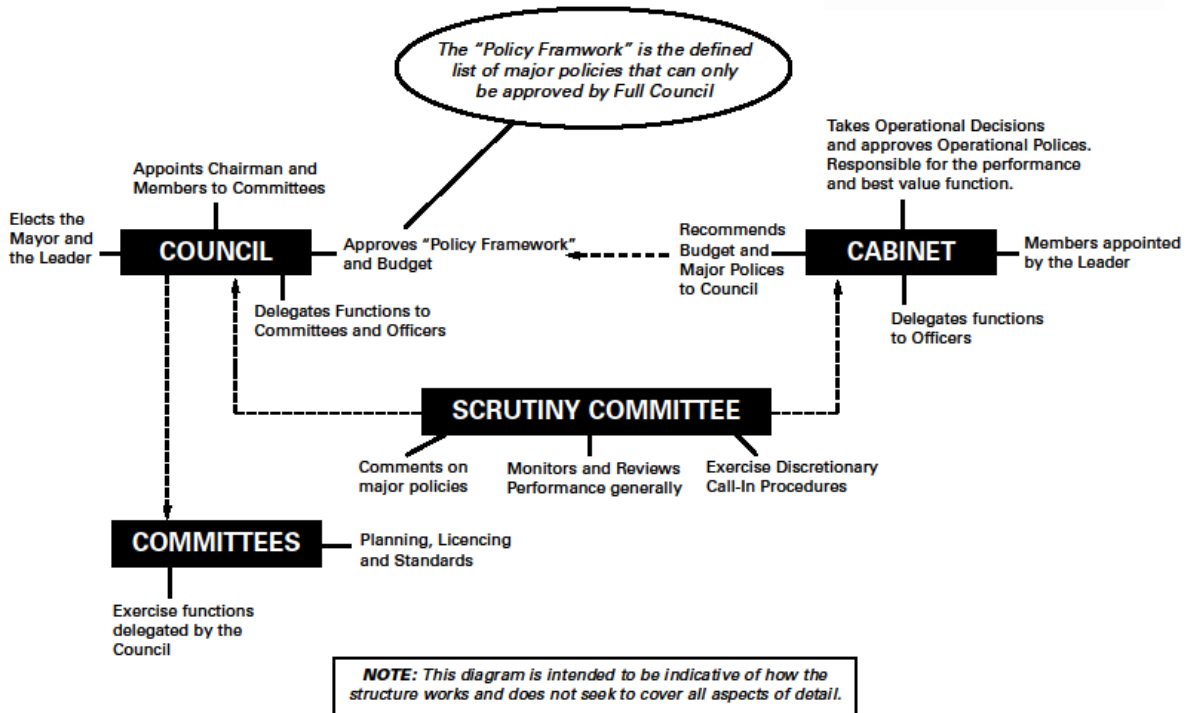 The “Policy Framwork” is the defined
list of major policies that can only
be approved by Full Council
Takes Operational Decisions
and approves Operational Polices.
Responsible for the performance
and best value function.
Appoints Chairman and
Members to Committees
Elects the
Mayor and
the Leader
COUNCIL
Approves “Policy Framework”
and Budget
Recommends
Budget and
Major Polices
to Council
CABINET
Members appointed
by the Leader
Delegates Functions to
Committees and Officers
Delegates functions
to Officers
SCRUTINY COMMITTEE
Comments on
major policies
Monitors and Reviews
Performance generally
Exercise Discretionary
Call-In Procedures
COMMITTEES
Planning, Licencing
and Standards
Exercise functions
delegated by the
Council
NOTE: This diagram is intended to be indicative of how the
structure works and does not seek to cover all aspects of detail.